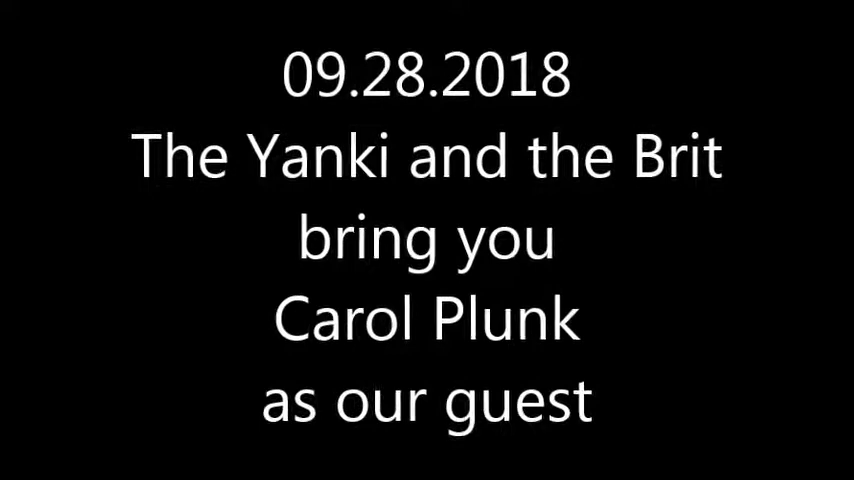 09.28.2018
The Yanki and the Brit
bring you
Carol Plunk
as our guest